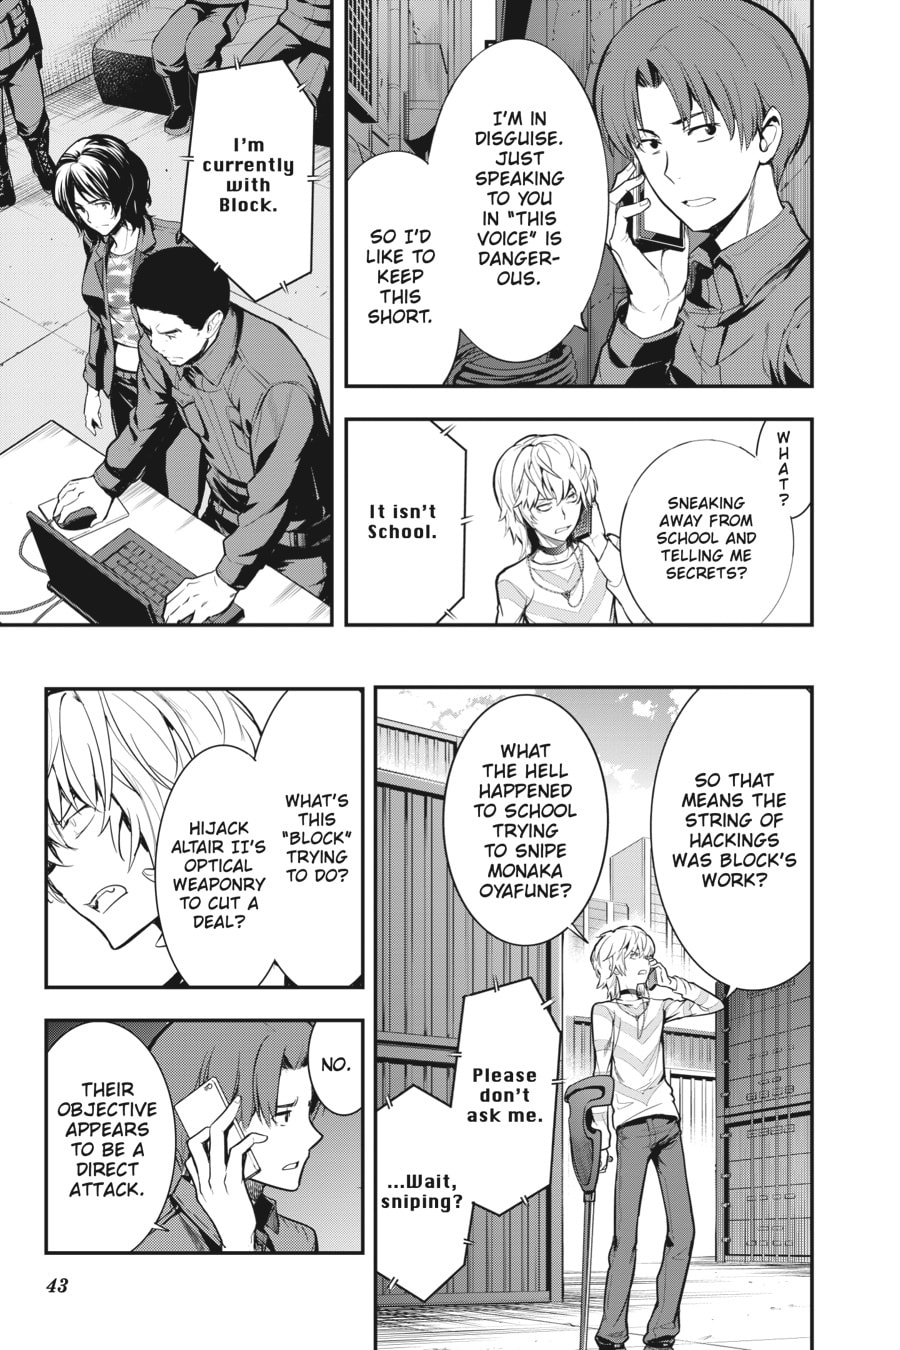 I'M IN
DISGUISE.
JUST
SPEAKING
TO YOU
IN "THIS
VOICE" IS
DANGER-
OUS.
SO I'D
LIKE TO
KEEP
THIS
SHORT.
I'm
currently
with
Block.
WHAT?
SNEAKING
AWAY FROM
SCHOOL AND
TELLING ME
SECRETS?
It isn't
School.
SO THAT
MEANS THE
STRING OF
HACKINGS
WAS BLOCK'S
WORK?
WHAT
THE HELL
HAPPENED
TO SCHOOL
TRYING
TO SNIPE
MONAKA
OYAFUNE?
Please
don't
ask me.
...Wait,
sniping?
WHAT'S
THIS
"BLOCK"
TRYING
TO DO?
HIJACK
ALTAIR II'S
OPTICAL
WEAPONRY
TO CUT A
DEAL?
NO.
THEIR
OBJECTIVE
APPEARS
TO BE A
DIRECT
ATTACK.
43